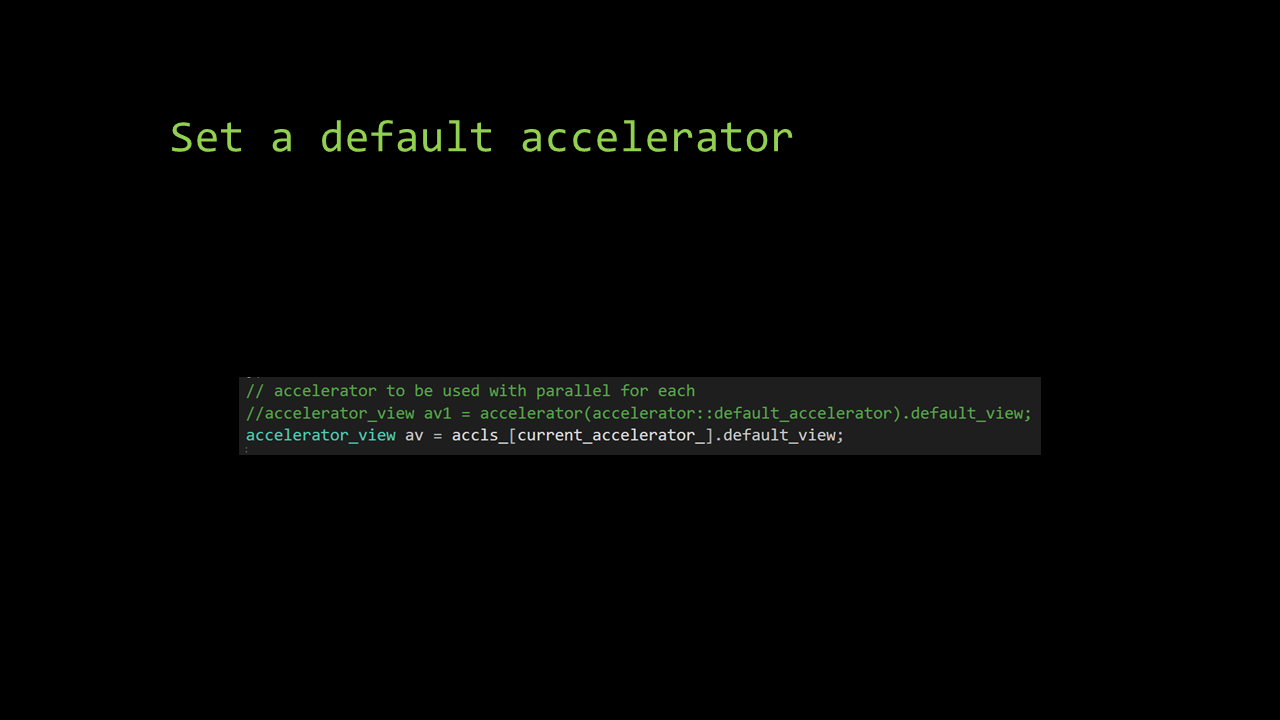 Set a default accelerator
// accelerator to be used with parallel for each
//accelerator_view av1 = accelerator(accelerator::default_accelerator).default_view;
accelerator_view av = accls_[current_accelerator_].default_view;